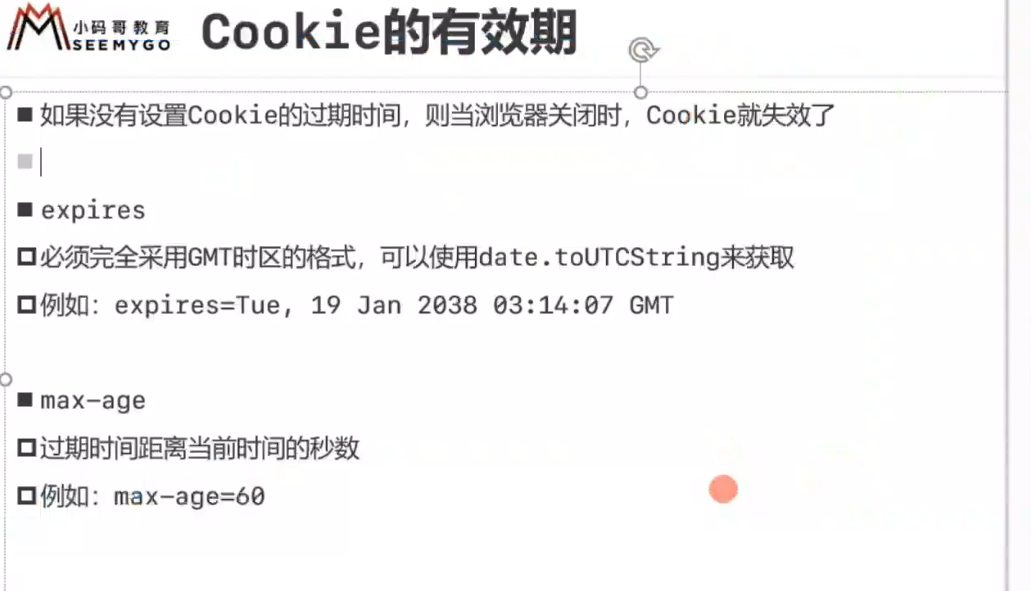 小码哥教育
SEEMYGO
Cookie的有效期
如果没有设置Cookie的过期时间，则当浏览器关闭时，Cookie就失效了
expires
必须完全采用GMT时区的格式，可以使用date.toUTCString来获取
例如：expires=Tue, 19 Jan 2038 03:14:07 GMT
max-age
过期时间距离当前时间的秒数
例如：max-age=60